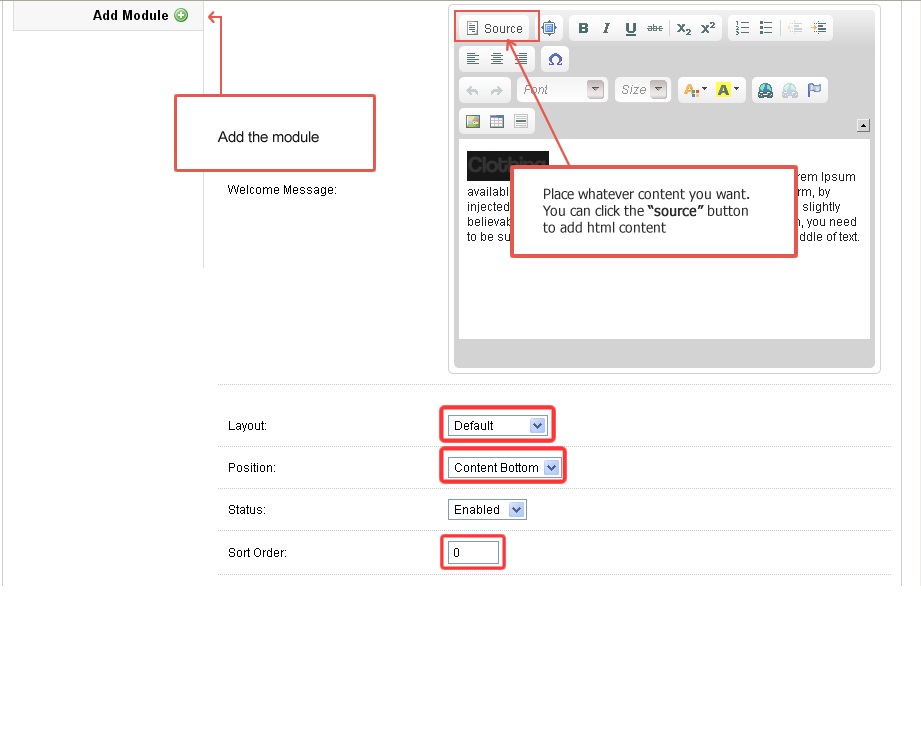 Add Module
Source
B I U abc X2 X2
Font
Size
A
A
Add the module
Welcome Message:
Clothing
rem Ipsum
availabl
rm, by
injected
slightly
believab
, you need
to be su
ddle of text.
Place whatever content you want.
You can click the “source” button
to add html content
Layout:
Default
Position:
Content Bottom
Status:
Enabled
Sort Order:
0